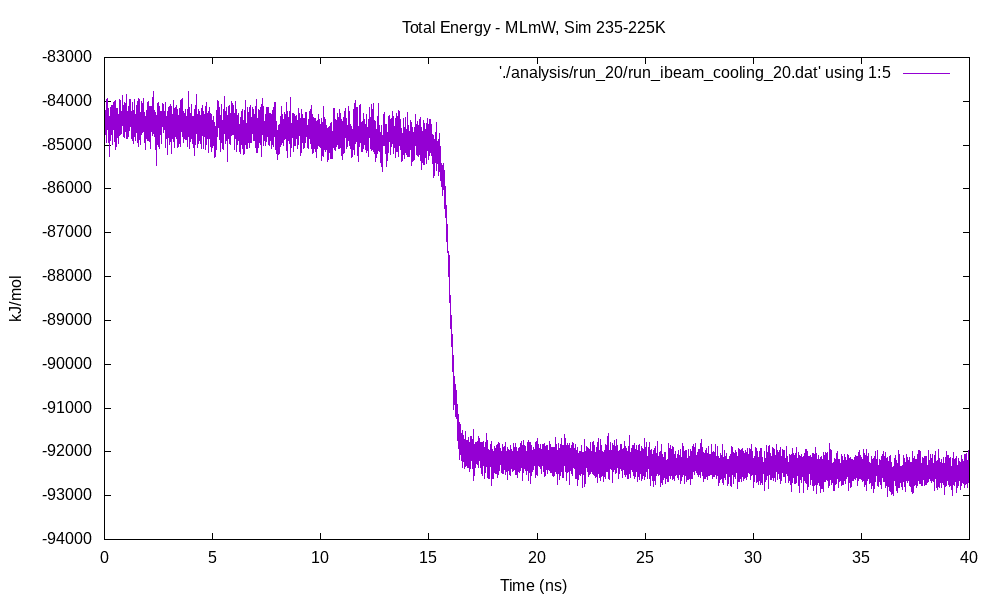 Total Energy - MLmW, Sim 235-225K
'./analysis/run_20/run_ibeam_cooling_20.dat' using 1:5
-83000
-84000
-85000
-86000
-87000
-88000
-89000
-90000
-91000
-92000
-93000
-94000
kJ/mol
0 5 10 15 20 25 30 35 40
Time (ns)